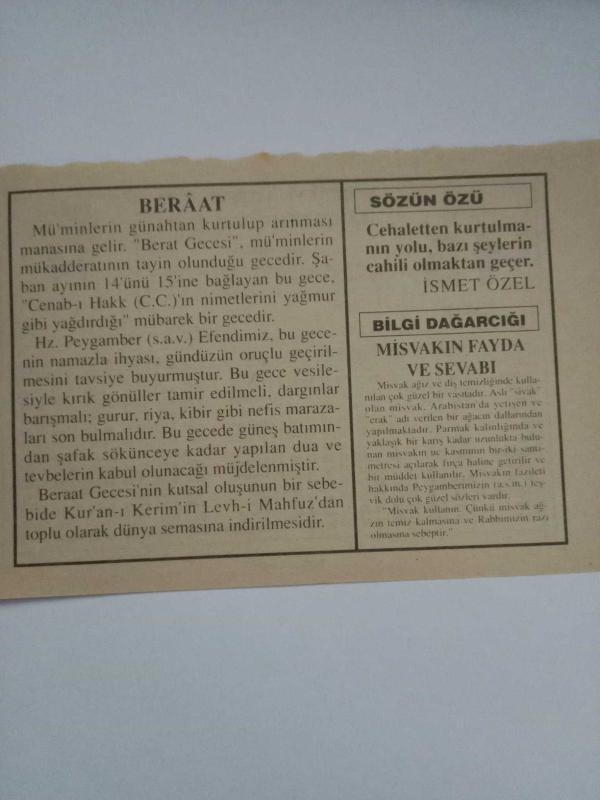 BERÂAT
Mü'minlerin günahtan kurtulup arınması
manasına gelir. "Berat Gecesi", mü'minlerin
mükadderatının tayin olunduğu gecedir. Şa-
ban ayının 14'ünü 15'ine bağlayan bu gece,
"Cenab-ı Hakk (C.C.)'ın nimetlerini yağmur
gibi yağdırdığı" mübarek bir gecedir.
Hz. Peygamber (s.a.v.) Efendimiz, bu gece-
nin namazla ihyası, gündüzün oruçlu geçiril-
mesini tavsiye buyurmuştur. Bu gece vesile-
siyle kırık gönüller tamir edilmeli, dargınlar
barışmalı; gurur, riya, kibir gibi nefis maraza-
ları son bulmalıdır. Bu gecede güneş batımın-
dan şafak sökünceye kadar yapılan dua ve
tevbelerin kabul olunacağı müjdelenmiştir.
Beraat Gecesi'nin kutsal oluşunun bir sebe-
bide Kur'an-ı Kerim'in Levh-i Mahfuz'dan
toplu olarak dünya semasına indirilmesidir.
SÖZÜN ÖZÜ
Cehaletten kurtulma-
nın yolu, bazı şeylerin
cahili olmaktan geçer.
İSMET ÖZEL
BİLGİ DAĞARCIĞI
MİSVAKIN FAYDA
VE SEVABI
Misvak ağız ve diş temizliğinde kulla-
nılan çok güzel bir vasıtadır. Aslı "sivak"
olan misvak, Arabistan'da yetişen ve
"erak" adı verilen bir ağacın dallarından
yapılmaktadır. Parmak kalınlığında ve
yaklaşık bir karış kadar uzunlukta bulu-
nan misvakın uc kısmının bir-iki santi-
metresi açılarak fırça haline getirilir ve
bir müddet kullanılır. Misvakın fazileti
hakkında Peygamberimizin (a.s.m.) teş-
vik dolu çok güzel sözleri vardır.
"Misvak kullanın. Çünkü misvak ağ-
zın temiz kalmasına ve Rabbimizin razı
olmasına sebeptir."